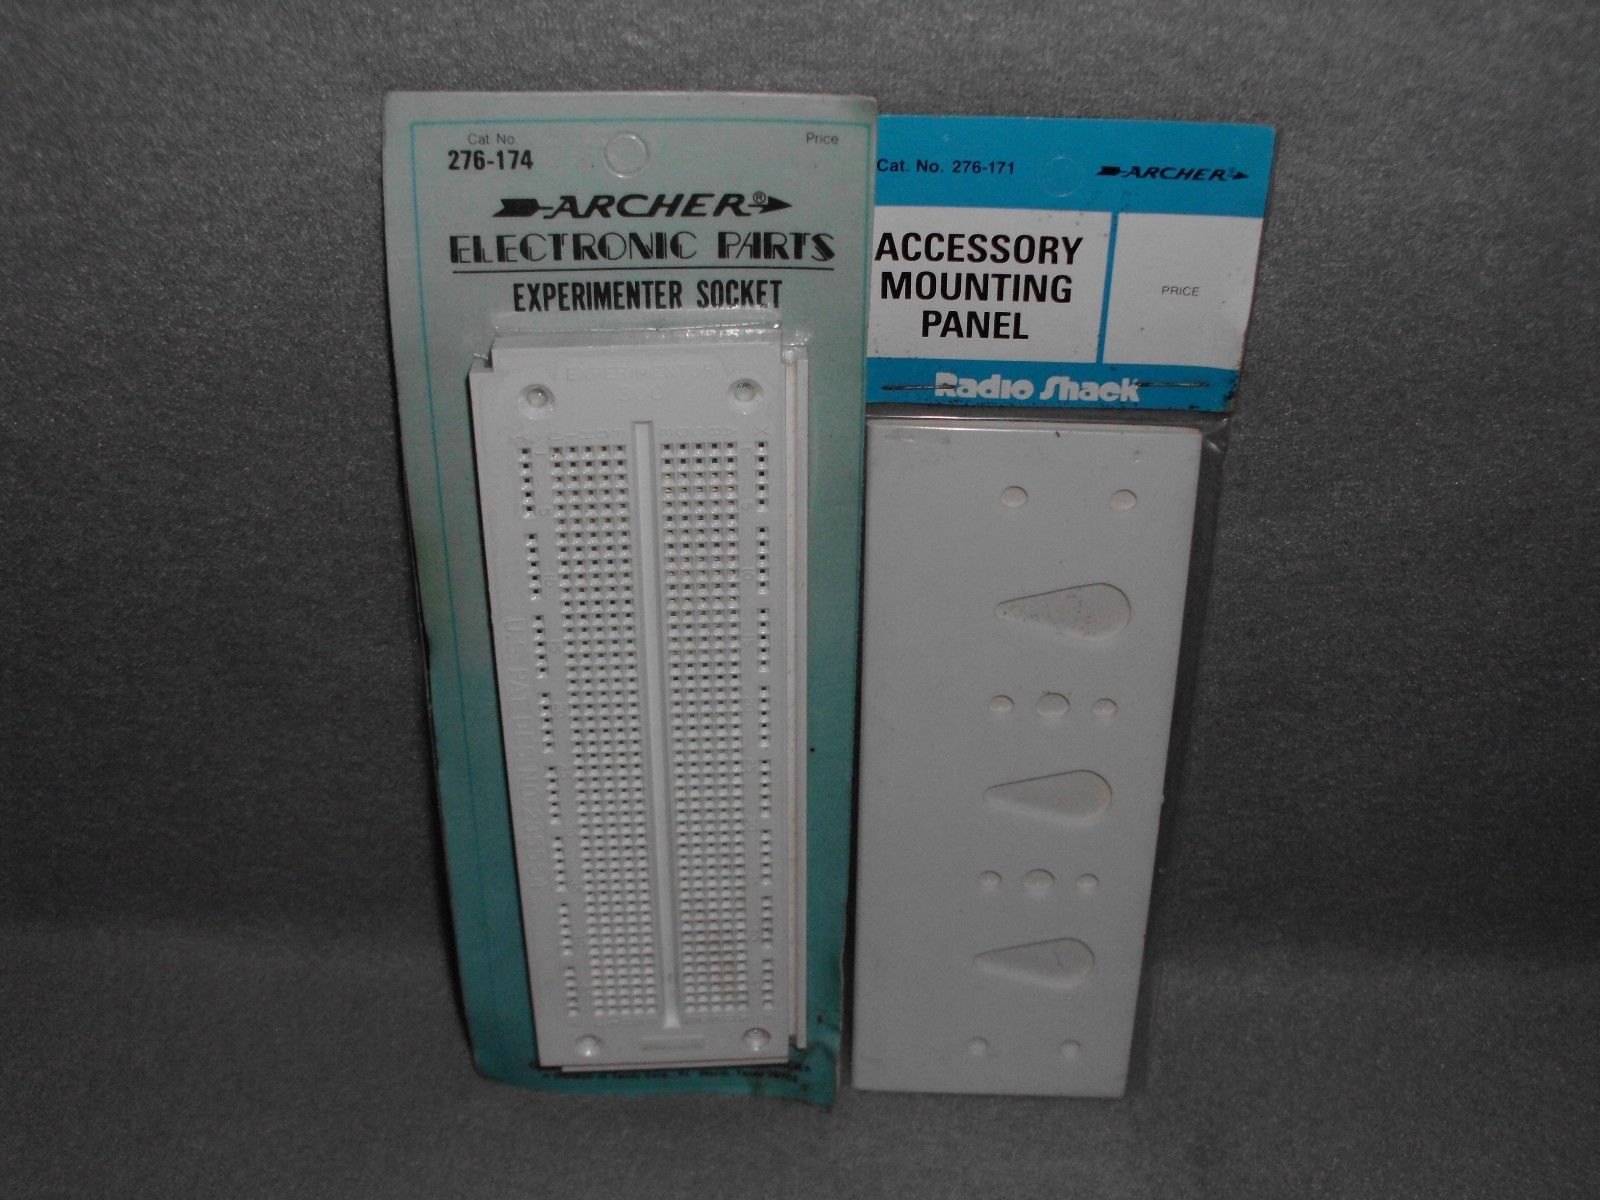 Cat. No.
276-174
Price
ARCHER®
ELECTRONIC PARTS
EXPERIMENTER SOCKET
EXPERIMENTOR
300
Cat. No. 276-171
ARCHER®
ACCESSORY
MOUNTING
PANEL
PRICE
Radio Shack